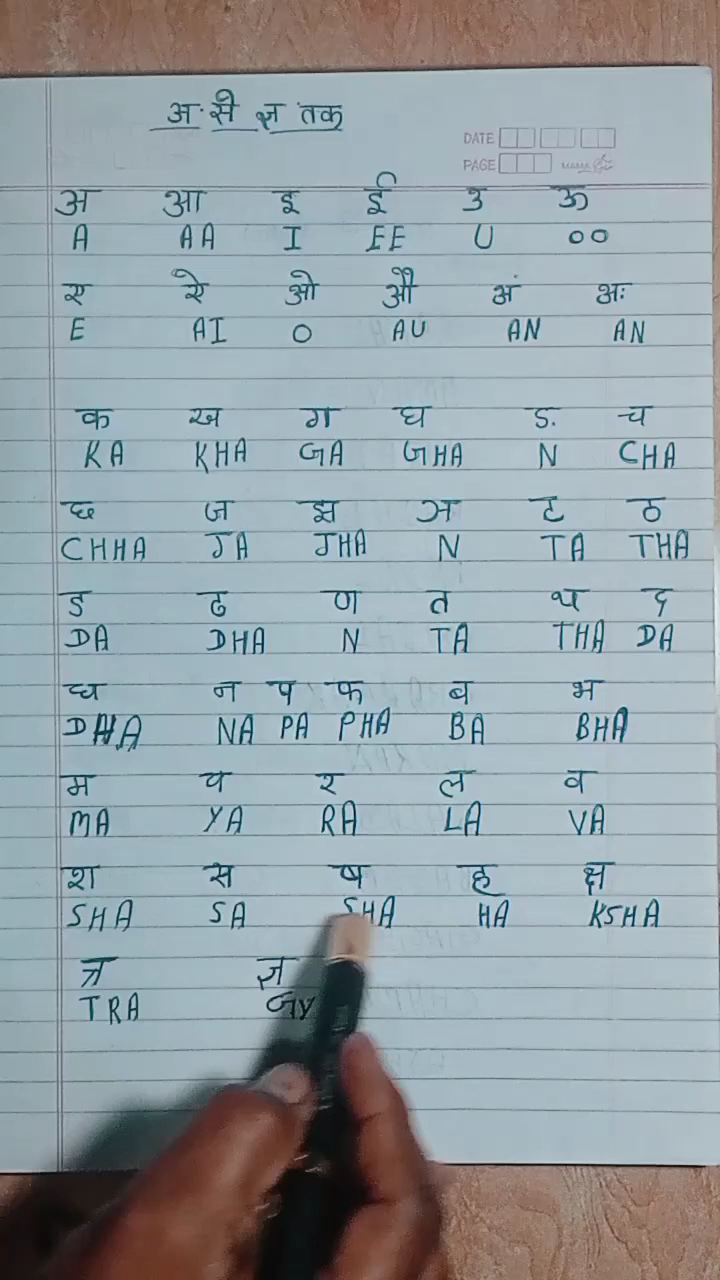 अ से ज्ञ तक
DATE
PAGE
अ आ इ ई उ ऊ
A AA I EE U OO
ए ऐ ओ औ अं अः
E AI O AU AN AN
क ख ग घ ङ च
KA KHA GA GHA N CHA
छ ज झ ञ ट ठ
CHHA JA JHA N TA THA
ड ढ ण त थ द
DA DHA N TA THA DA
ध न प फ ब भ
DHA NA PA PHA BA BHA
म य र ल व
MA YA RA LA VA
श स ष ह क्ष
SHA SA SHA HA KSHA
त्र ज्ञ
TRA GY